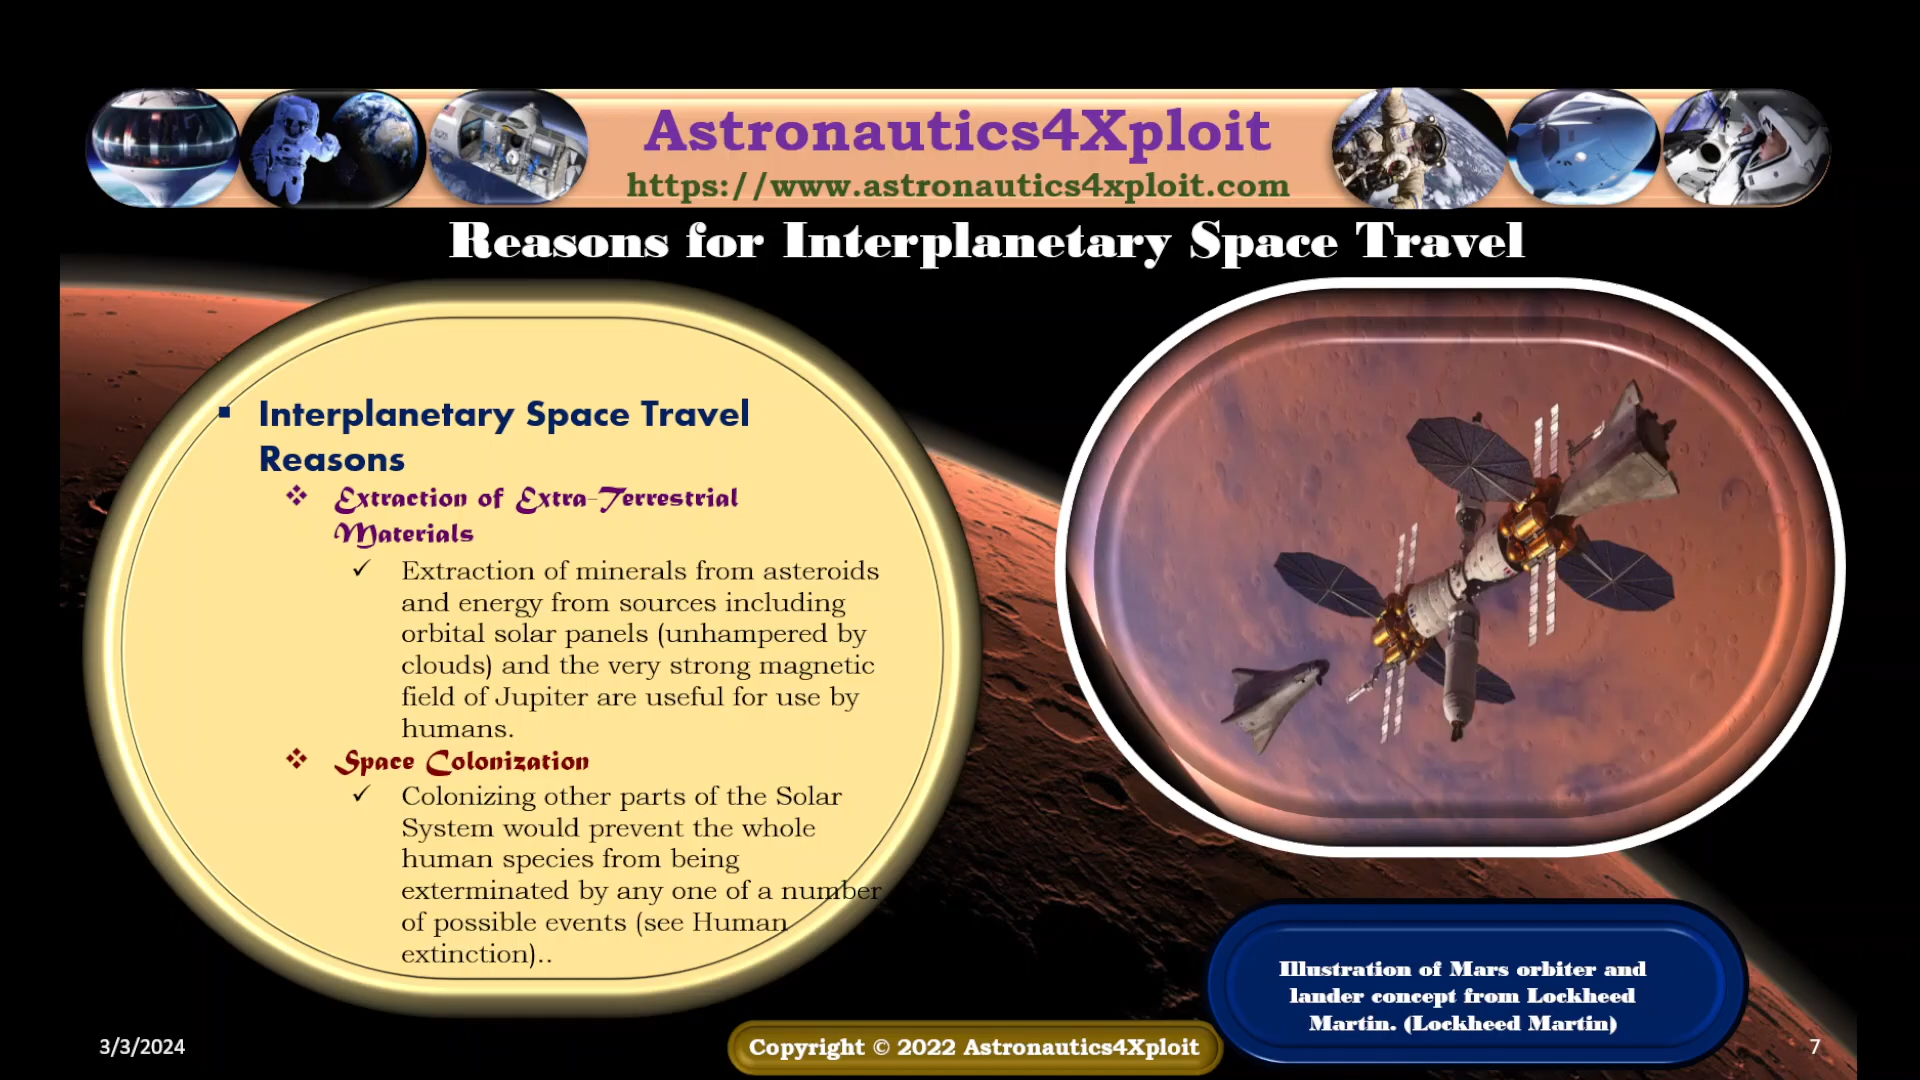 Astronautics4Xploit
https://www.astronautics4xploit.com
Reasons for Interplanetary Space Travel
Interplanetary Space Travel
Reasons
Extraction of Extra-Terrestrial
Materials
Extraction of minerals from asteroids
and energy from sources including
orbital solar panels (unhampered by
clouds) and the very strong magnetic
field of Jupiter are useful for use by
humans.
Space Colonization
Colonizing other parts of the Solar
System would prevent the whole
human species from being
exterminated by any one of a number
of possible events (see Human
extinction)..
Illustration of Mars orbiter and
lander concept from Lockheed
Martin. (Lockheed Martin)
3/3/2024
Copyright © 2022 Astronautics4Xploit
7